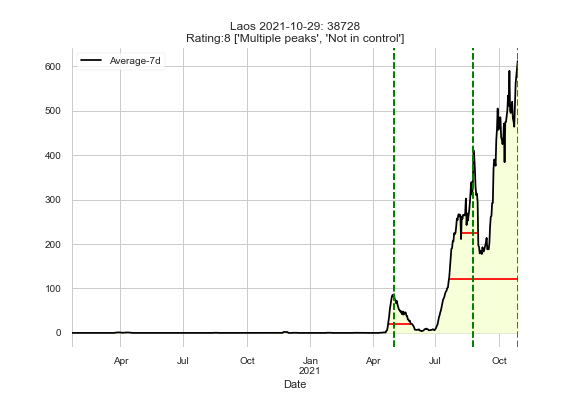 Laos 2021-10-29: 38728
Rating:8 ['Multiple peaks', 'Not in control']
Average-7d
600
500
400
300
200
100
0
Apr Jul Oct Jan Apr Jul Oct
2021
Date